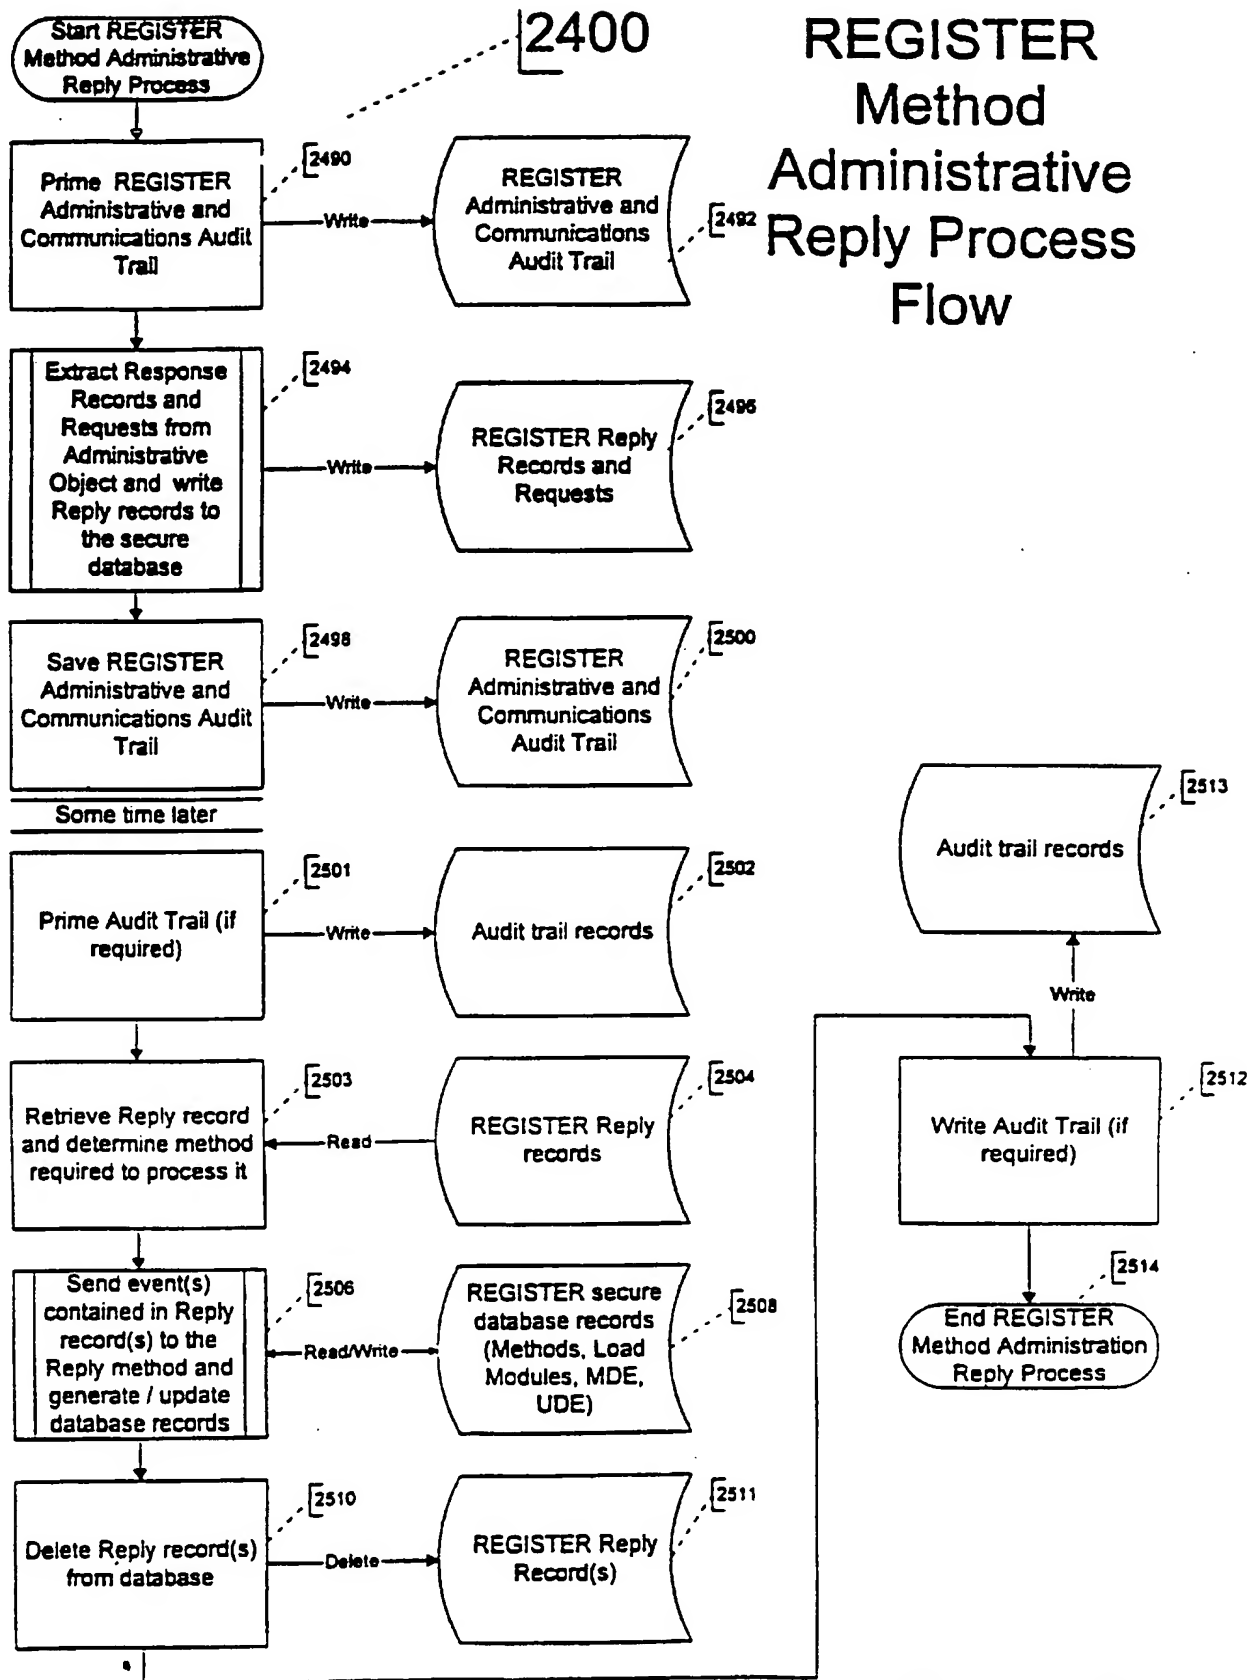 Start REGISTER
Method Administrative
Reply Process
2400
REGISTER
Method
Administrative
Reply Process
Flow
Prime REGISTER
Administrative and
Communications Audit
Trail
2490
Write
REGISTER
Administrative and
Communications
Audit Trail
2492
Extract Response
Records and
Requests from
Administrative
Object and write
Reply records to
the secure
database
2494
Write
REGISTER Reply
Records and
Requests
2496
Save REGISTER
Administrative and
Communications Audit
Trail
2498
Write
REGISTER
Administrative and
Communications
Audit Trail
2500
Some time later
Prime Audit Trail (if
required)
2501
Write
Audit trail records
2502
Retrieve Reply record
and determine method
required to process it
2503
Read
REGISTER Reply
records
2504
Send event(s)
contained in Reply
record(s) to the
Reply method and
generate / update
database records
2506
Read/Write
REGISTER secure
database records
(Methods, Load
Modules, MDE,
UDE)
2508
Delete Reply record(s)
from database
2510
Delete
REGISTER Reply
Record(s)
2511
Audit trail records
2513
Write
Write Audit Trail (if
required)
2512
2514
End REGISTER
Method Administration
Reply Process